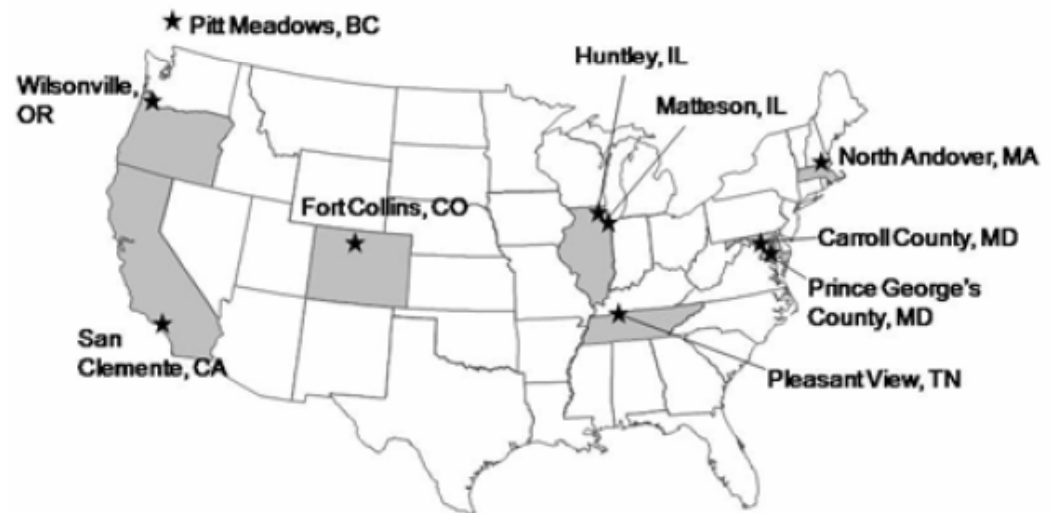 Pitt Meadows, BC
Huntley, IL
Wilsonville,
OR
Matteson, IL
North Andover, MA
Fort Collins, CO
Carroll County, MD
Prince George's
County, MD
San
Clemente, CA
Pleasant View, TN